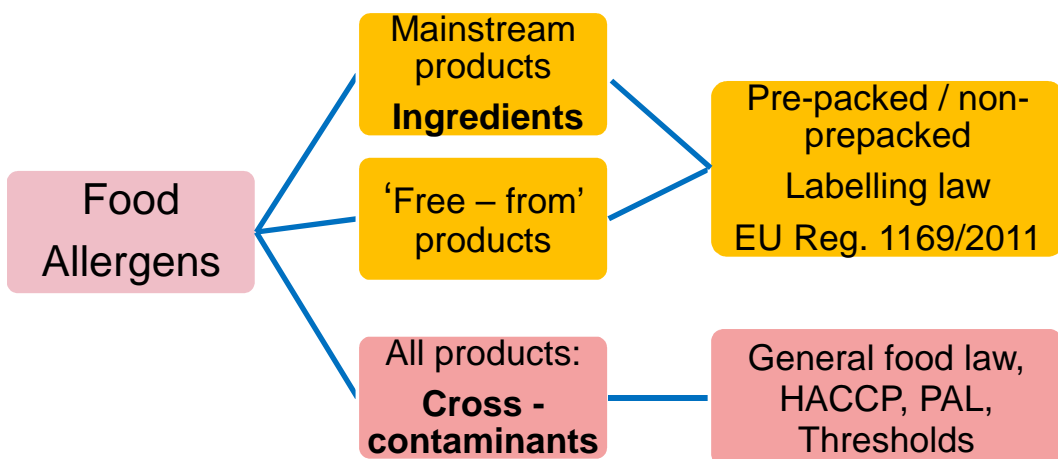 Mainstream
products
Ingredients
Pre-packed / non-
prepacked
Labelling law
EU Reg. 1169/2011
Food
Allergens
‘Free – from’
products
All products:
Cross -
contaminants
General food law,
HACCP, PAL,
Thresholds